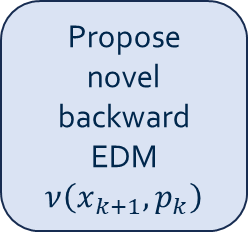 Propose
novel
backward
EDM
ν(x_{k+1}, p_k)